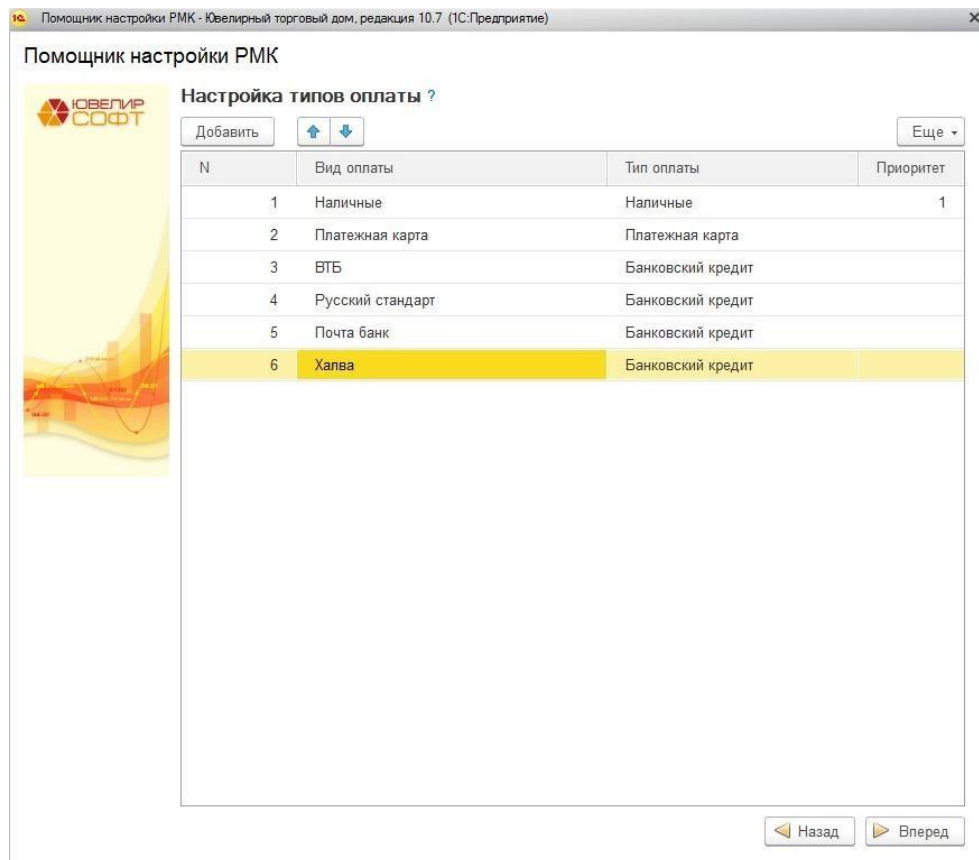 Помощник настройки РМК - Ювелирный торговый дом, редакция 10.7 (1С:Предприятие)
Помощник настройки РМК
ЮВЕЛИР
СОФТ
Настройка типов оплаты ?
Добавить Еще
N Вид оплаты Тип оплаты Приоритет
1 Наличные Наличные 1
2 Платежная карта Платежная карта
3 ВТБ Банковский кредит
4 Русский стандарт Банковский кредит
5 Почта банк Банковский кредит
6 Халва Банковский кредит
Назад Вперед